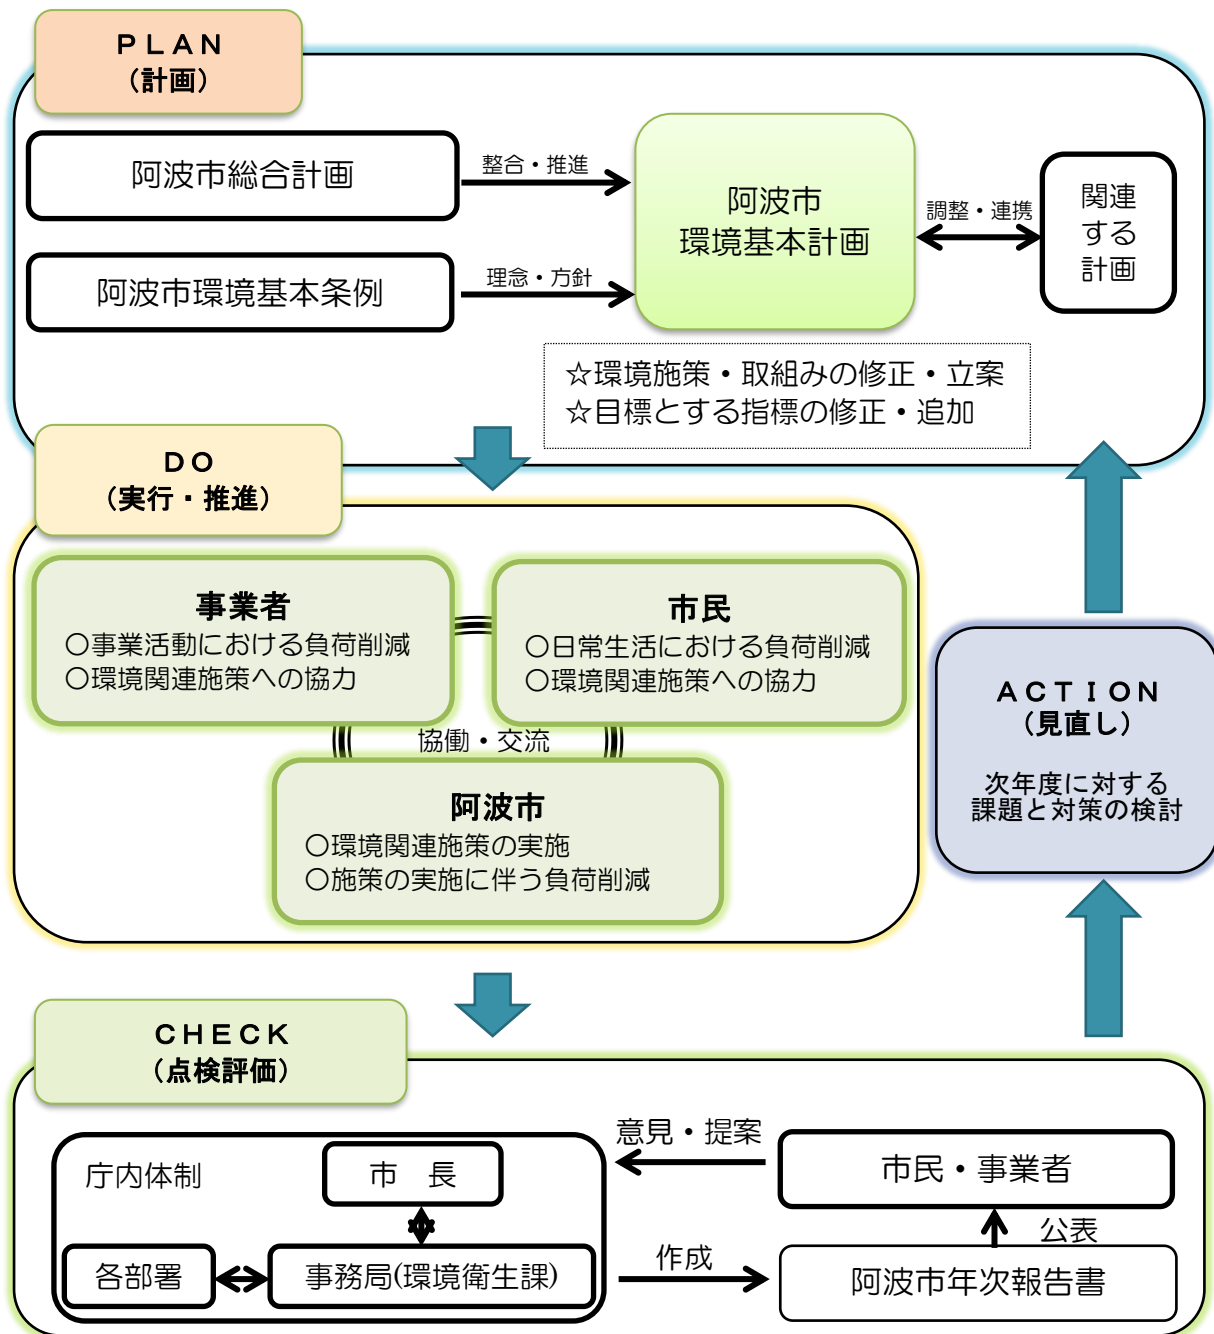 ＰＬＡＮ
（計画）
阿波市総合計画
整合・推進
阿波市
環境基本計画
調整・連携
関連
する
計画
阿波市環境基本条例
理念・方針
☆環境施策・取組みの修正・立案
☆目標とする指標の修正・追加
ＤＯ
（実行・推進）
事業者
〇事業活動における負荷削減
〇環境関連施策への協力
市民
〇日常生活における負荷削減
〇環境関連施策への協力
協働・交流
阿波市
〇環境関連施策の実施
〇施策の実施に伴う負荷削減
ＡＣＴＩＯＮ
（見直し）
次年度に対する
課題と対策の検討
ＣＨＥＣＫ
（点検評価）
庁内体制
市　長
各部署
事務局(環境衛生課)
意見・提案
市民・事業者
公表
作成
阿波市年次報告書